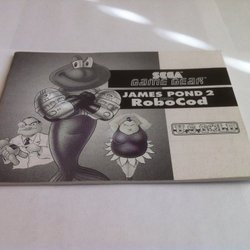 SEGA
GAME GEAR
JAMES POND 2
RoboCod